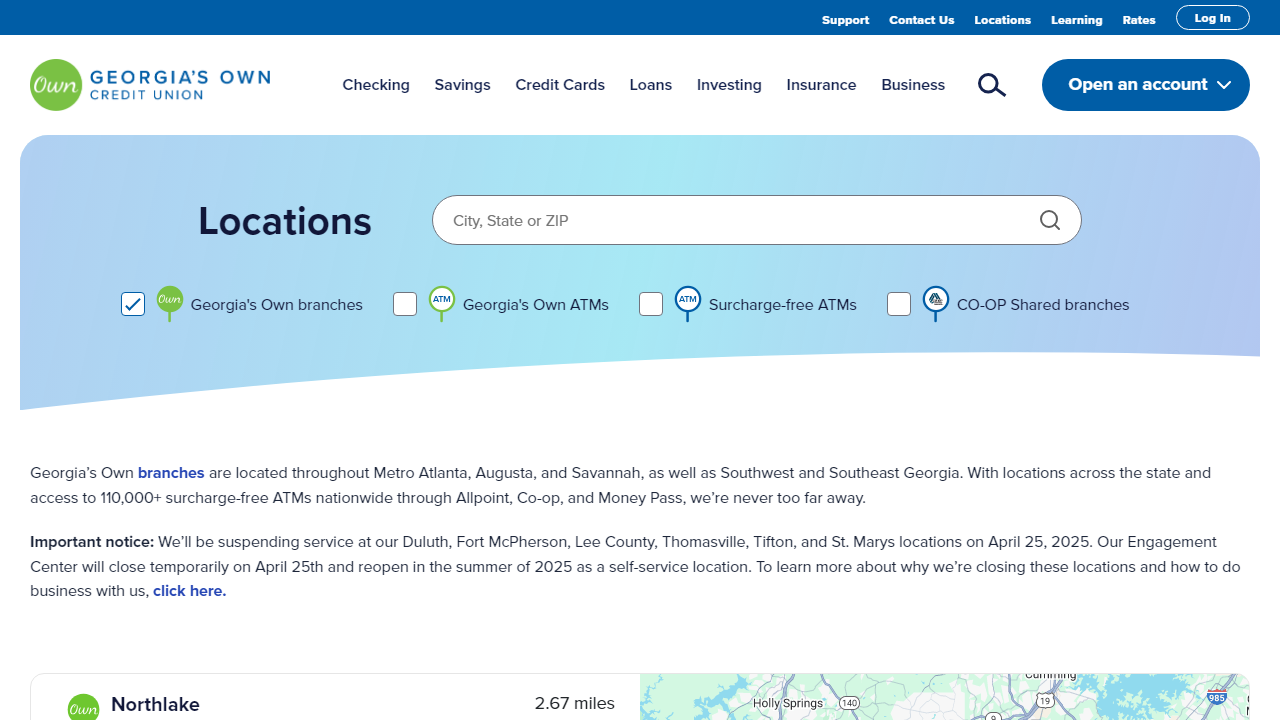 Support Contact Us Locations Learning Rates Log In
Own GEORGIA'S OWN
CREDIT UNION
Checking Savings Credit Cards Loans Investing Insurance Business Open an account
Locations City, State or ZIP
Own Georgia's Own branches ATM Georgia's Own ATMs ATM Surcharge-free ATMs CO-OP Shared branches
Georgia’s Own branches are located throughout Metro Atlanta, Augusta, and Savannah, as well as Southwest and Southeast Georgia. With locations across the state and
access to 110,000+ surcharge-free ATMs nationwide through Allpoint, Co-op, and Money Pass, we’re never too far away.
Important notice: We’ll be suspending service at our Duluth, Fort McPherson, Lee County, Thomasville, Tifton, and St. Marys locations on April 25, 2025. Our Engagement
Center will close temporarily on April 25th and reopen in the summer of 2025 as a self-service location. To learn more about why we’re closing these locations and how to do
business with us, click here.
Own Northlake 2.67 miles
Cumming
Holly Springs 140 19 985
9